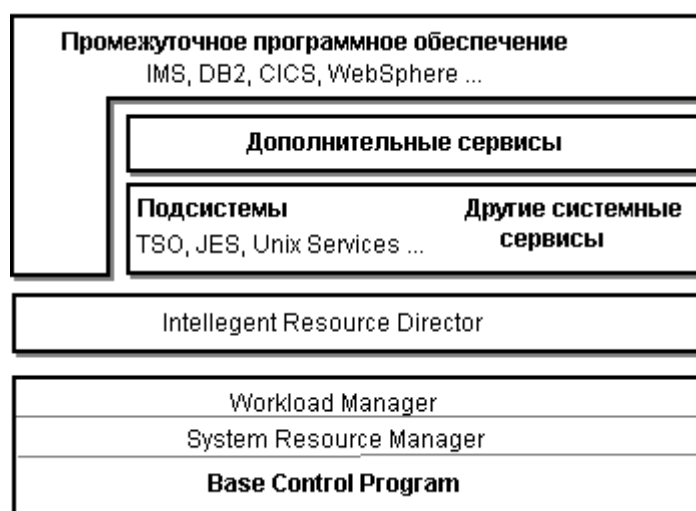 Промежуточное программное обеспечение
IMS, DB2, CICS, WebSphere ...
Дополнительные сервисы
Подсистемы
TSO, JES, Unix Services ...
Другие системные
сервисы
Intellegent Resource Director
Workload Manager
System Resource Manager
Base Control Program